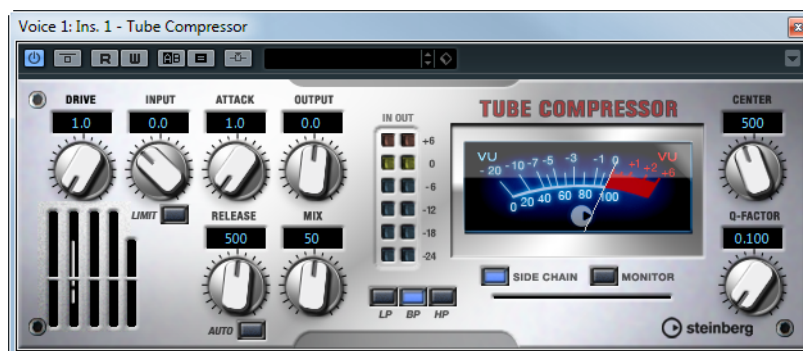 Voice 1: Ins. 1 - Tube Compressor
R W AB
DRIVE INPUT ATTACK OUTPUT
1.0 0.0 1.0 0.0
LIMIT
RELEASE MIX
500 50
AUTO
IN OUT
+6
0
-6
-12
-18
-24
LP BP HP
TUBE COMPRESSOR
VU VU
- 20 -10 -7 -5 -3 -1 0 +1 +2 +6
0 20 40 60 80 100
SIDE CHAIN MONITOR
CENTER
500
Q-FACTOR
0.100
steinberg